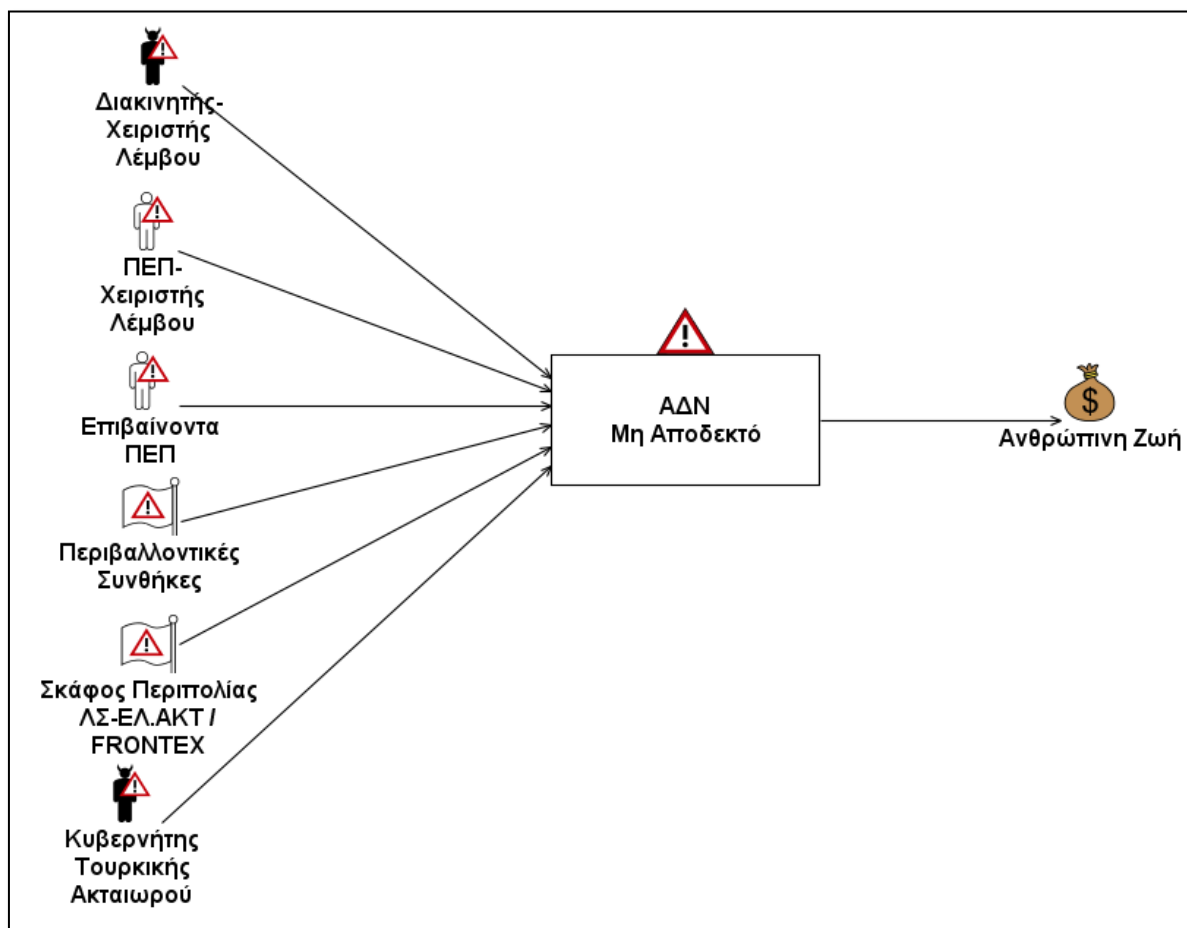 Διακινητής-
Χειριστής
Λέμβου
ΠΕΠ-
Χειριστής
Λέμβου
Επιβαίνοντα
ΠΕΠ
Περιβαλλοντικές
Συνθήκες
Σκάφος Περιπολίας
ΛΣ-ΕΛ.ΑΚΤ /
FRONTEX
Κυβερνήτης
Τουρκικής
Ακταιωρού
ΑΔΝ
Μη Αποδεκτό
$
Ανθρώπινη Ζωή